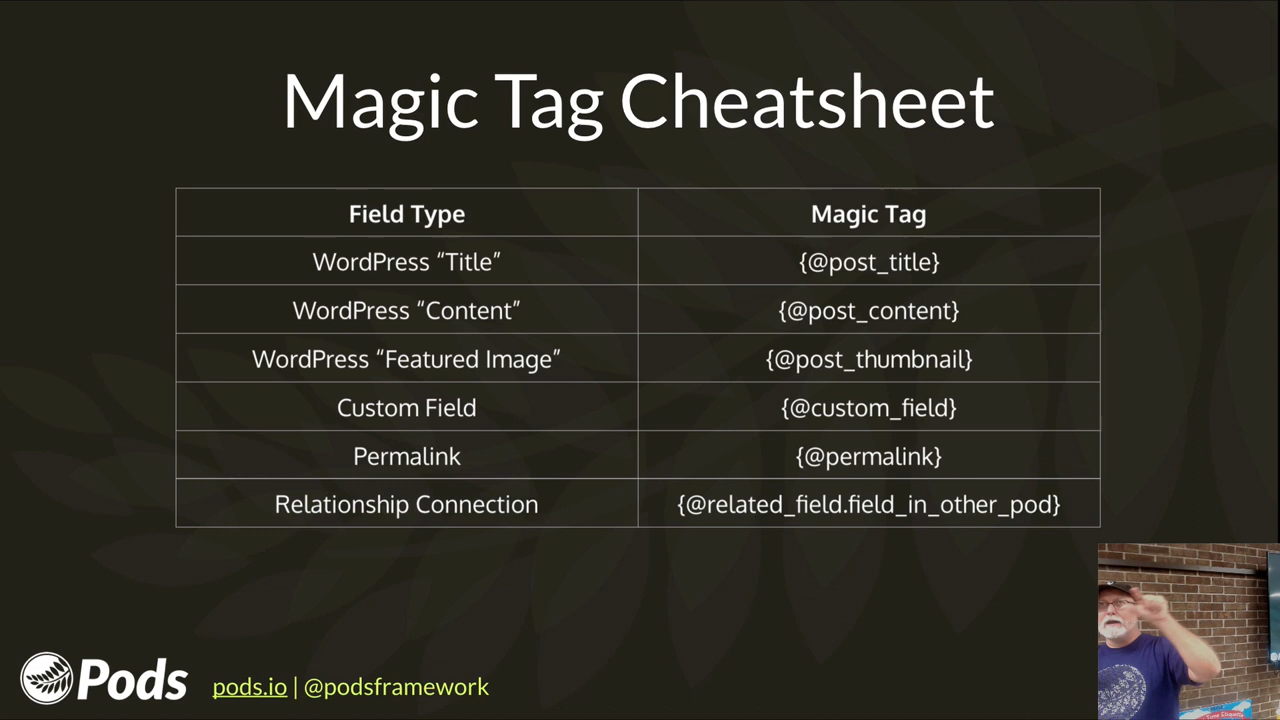 Magic Tag Cheatsheet
Field Type
Magic Tag
WordPress “Title”
{@post_title}
WordPress “Content”
{@post_content}
WordPress “Featured Image”
{@post_thumbnail}
Custom Field
{@custom_field}
Permalink
{@permalink}
Relationship Connection
{@related_field.field_in_other_pod}
Pods
pods.io | @podsframework